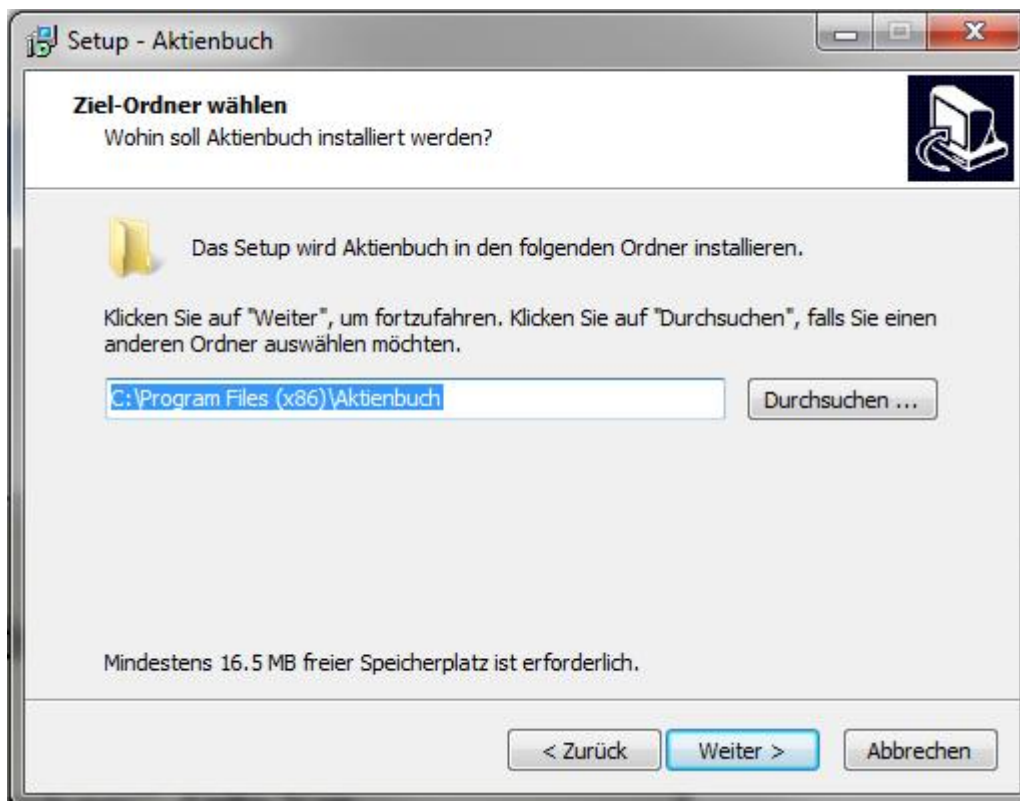 Setup - Aktienbuch
Ziel-Ordner wählen
Wohin soll Aktienbuch installiert werden?
Das Setup wird Aktienbuch in den folgenden Ordner installieren.
Klicken Sie auf "Weiter", um fortzufahren. Klicken Sie auf "Durchsuchen", falls Sie einen
anderen Ordner auswählen möchten.
C:\Program Files (x86)\Aktienbuch
Durchsuchen ...
Mindestens 16.5 MB freier Speicherplatz ist erforderlich.
< Zurück
Weiter >
Abbrechen